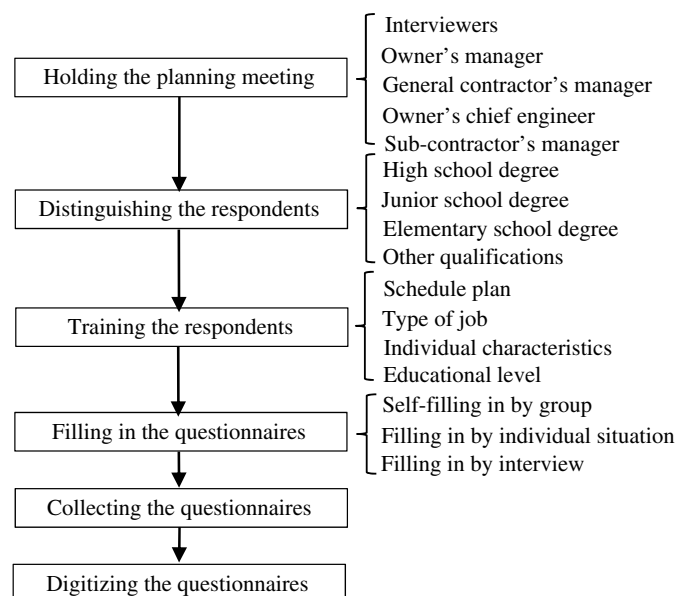 Holding the planning meeting
Interviewers
Owner’s manager
General contractor’s manager
Owner’s chief engineer
Sub-contractor’s manager
Distinguishing the respondents
High school degree
Junior school degree
Elementary school degree
Other qualifications
Training the respondents
Schedule plan
Type of job
Individual characteristics
Educational level
Filling in the questionnaires
Self-filling in by group
Filling in by individual situation
Filling in by interview
Collecting the questionnaires
Digitizing the questionnaires